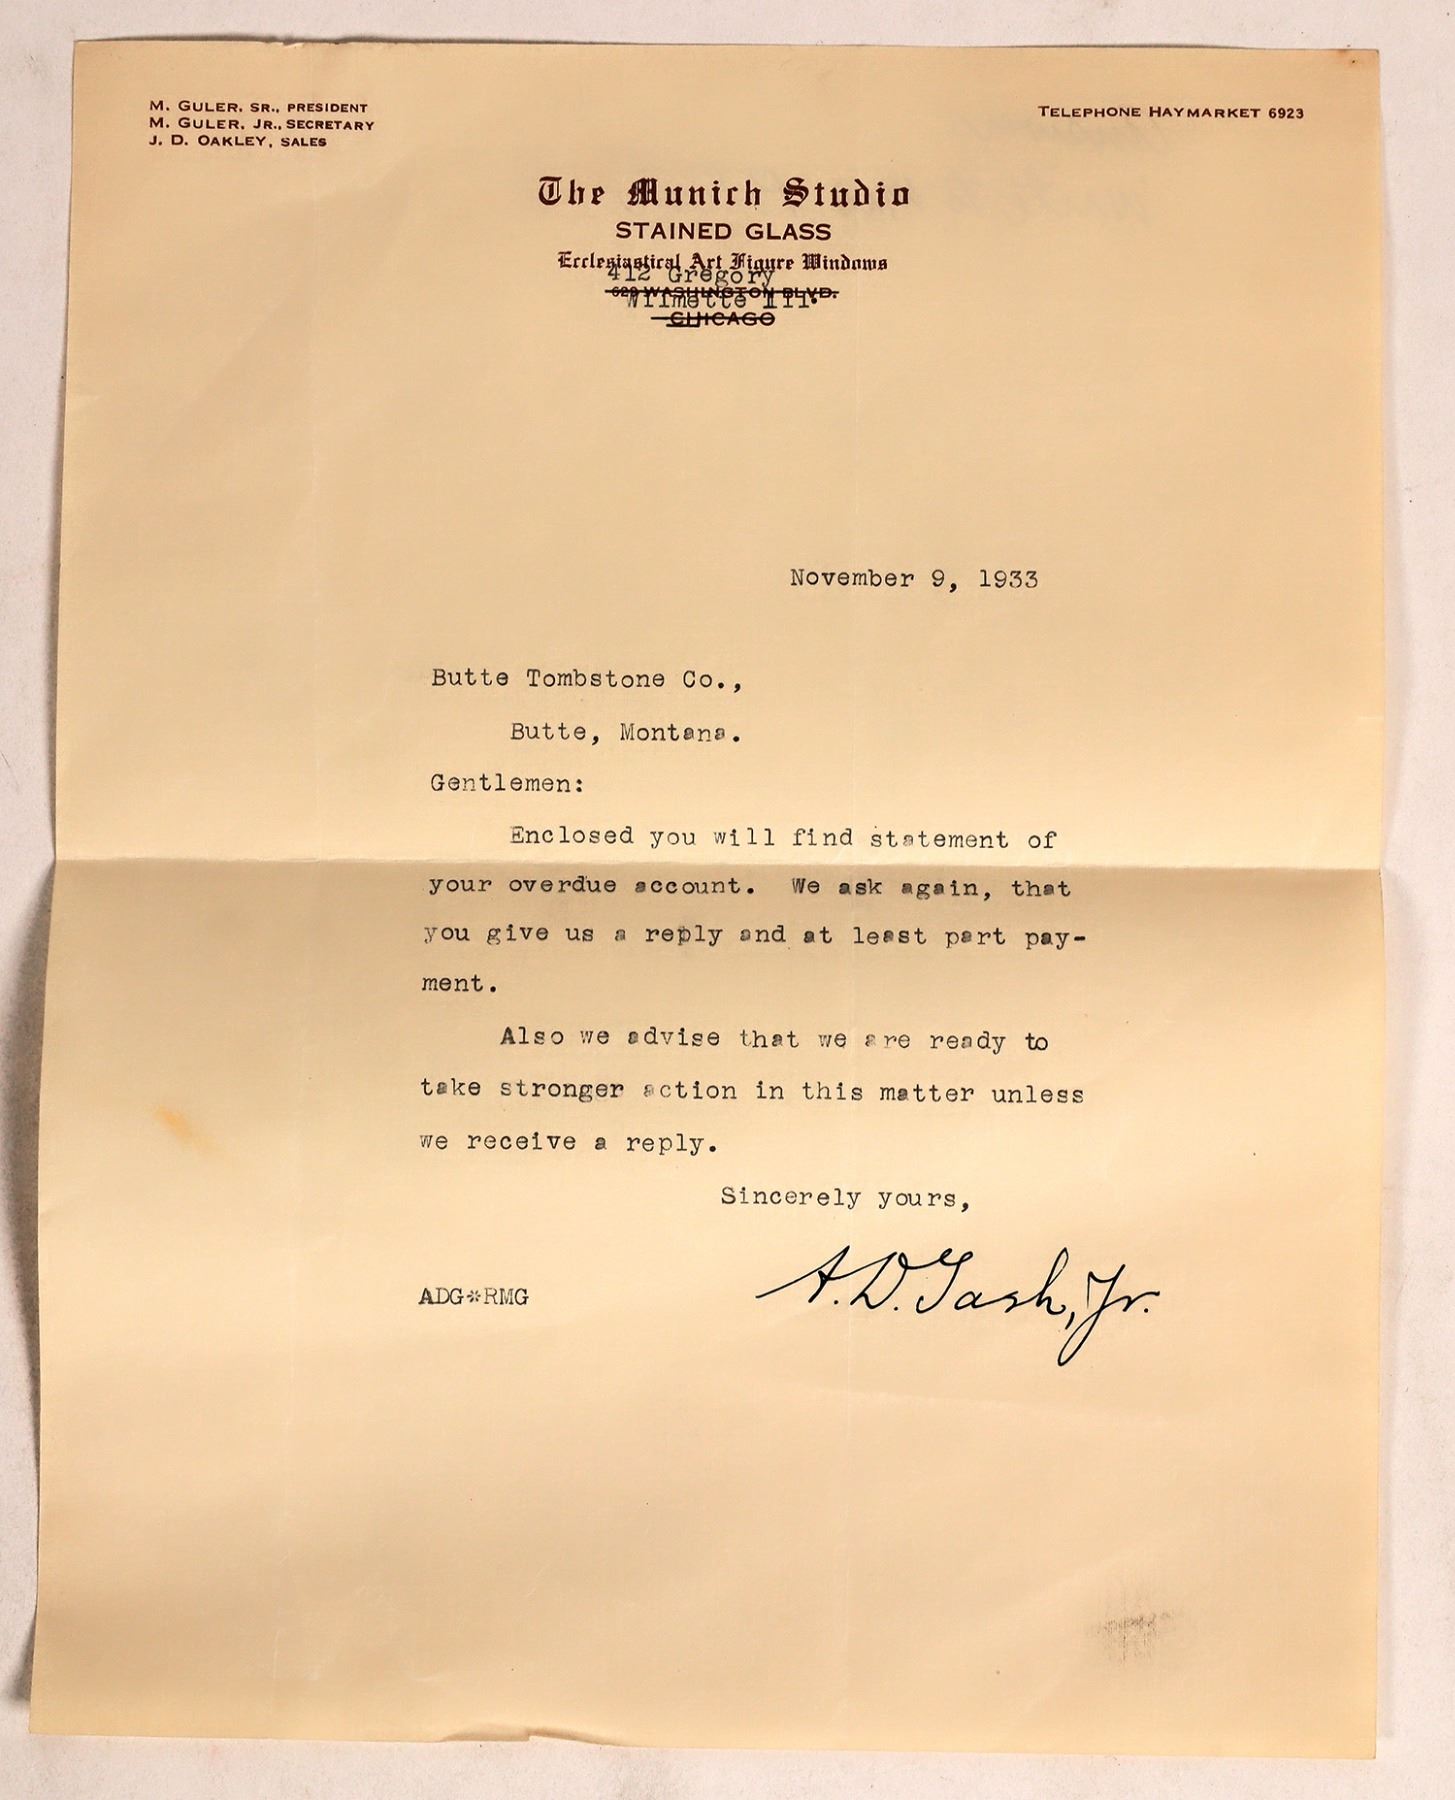 M. GULER, SR., PRESIDENT
M. GULER, JR., SECRETARY
J. D. OAKLEY, SALES
TELEPHONE HAYMARKET 6923
The Munich Studio
STAINED GLASS
Ecclesiastical Art Figure Windows
412 Gregory
629 WASHINGTON BLVD.
Wilmette Ill.
CHICAGO
November 9, 1933
Butte Tombstone Co.,
Butte, Montana.
Gentlemen:
Enclosed you will find statement of
your overdue account. We ask again, that
you give us a reply and at least part pay-
ment.
Also we advise that we are ready to
take stronger action in this matter unless
we receive a reply.
Sincerely yours,
A. D. Gash, Jr.
ADG*RMG